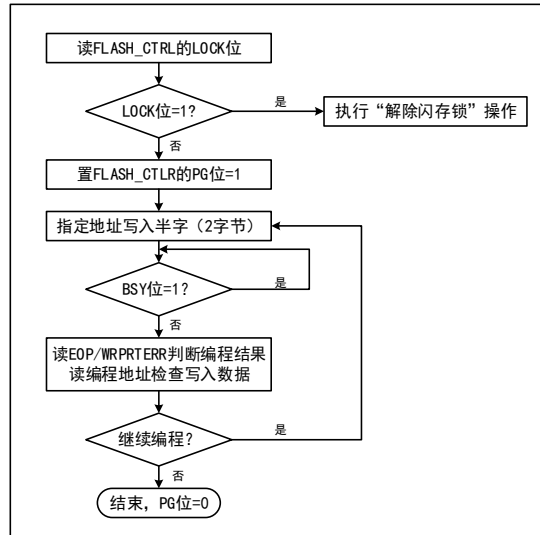 读FLASH_CTRL的LOCK位
LOCK位=1?
是
执行“解除闪存锁”操作
否
置FLASH_CTLR的PG位=1
指定地址写入半字（2字节）
BSY位=1?
是
否
读EOP/WRPRTERR判断编程结果
读编程地址检查写入数据
继续编程?
是
否
结束, PG位=0